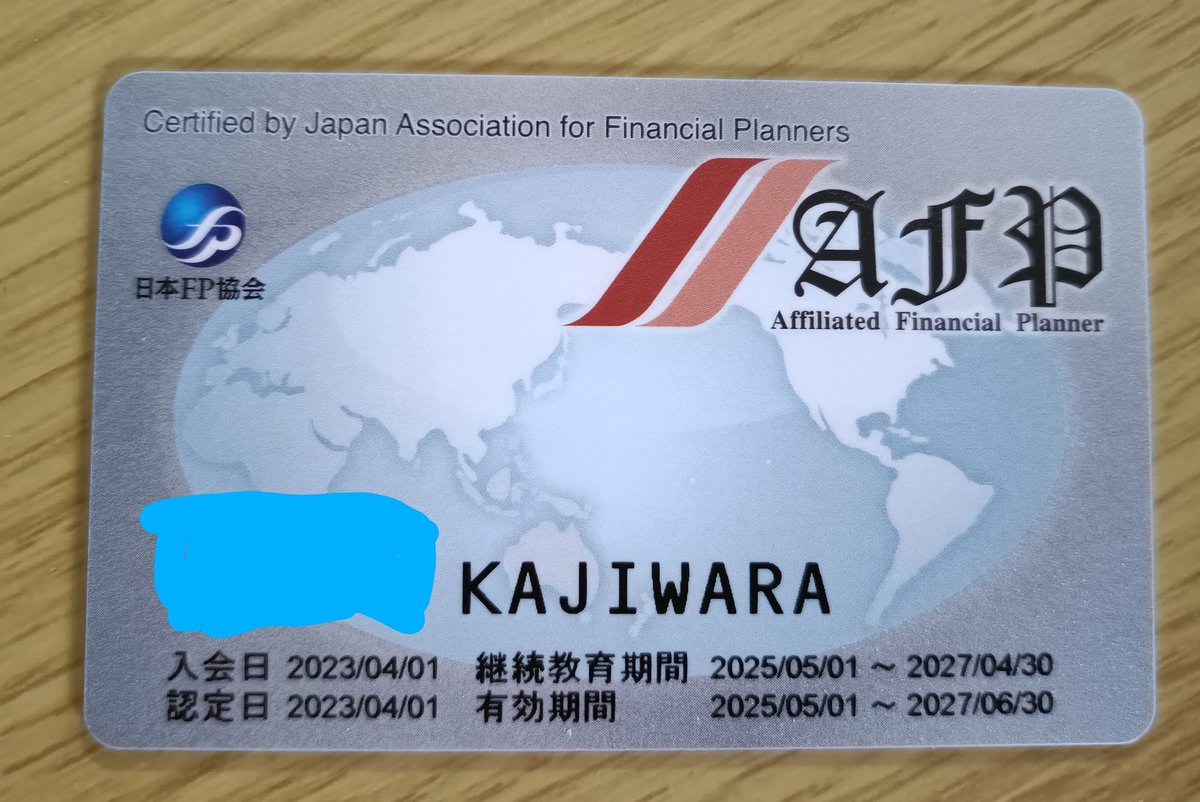 Certified by Japan Association for Financial Planners
AFP
日本FP協会
Affiliated Financial Planner
KAJIWARA
入会日 2023/04/01 継続教育期間 2025/05/01 ~ 2027/04/30
認定日 2023/04/01 有効期間 2025/05/01 ~ 2027/06/30